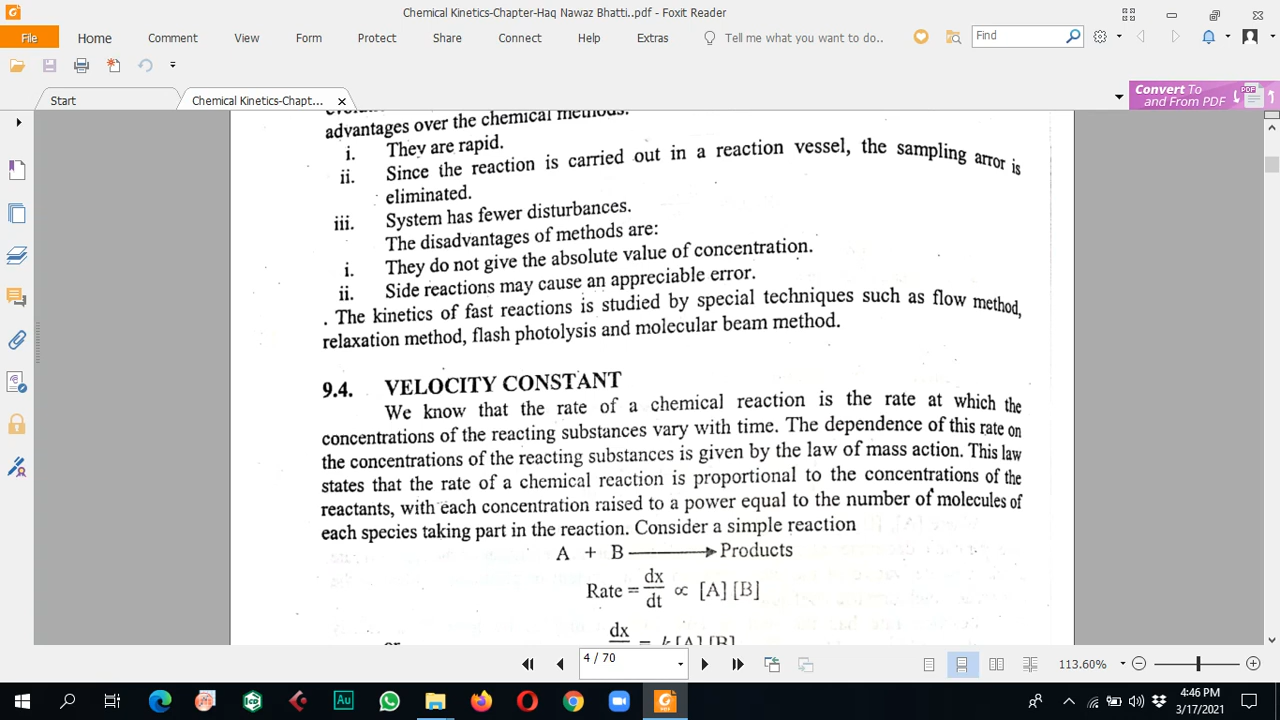 Chemical Kinetics-Chapter-Haq Nawaz Bhatti..pdf - Foxit Reader
File Home Comment View Form Protect Share Connect Help Extras Tell me what you want to do.. Find
Start Chemical Kinetics-Chapt... Convert To
and From PDF
advantages over the chemical methods.
i. They are rapid.
ii. Since the reaction is carried out in a reaction vessel, the sampling arror is
eliminated.
iii. System has fewer disturbances.
The disadvantages of methods are:
i. They do not give the absolute value of concentration.
ii. Side reactions may cause an appreciable error.
. The kinetics of fast reactions is studied by special techniques such as flow method,
relaxation method, flash photolysis and molecular beam method.
9.4. VELOCITY CONSTANT
We know that the rate of a chemical reaction is the rate at which the
concentrations of the reacting substances vary with time. The dependence of this rate on
the concentrations of the reacting substances is given by the law of mass action. This law
states that the rate of a chemical reaction is proportional to the concentrations of the
reactants, with each concentration raised to a power equal to the number of molecules of
each species taking part in the reaction. Consider a simple reaction
A + B ⟶ Products
Rate = dx/dt ∝ [A] [B]
or dx = k [A] [B]
4 / 70 113.60%
Au 4:46 PM
3/17/2021